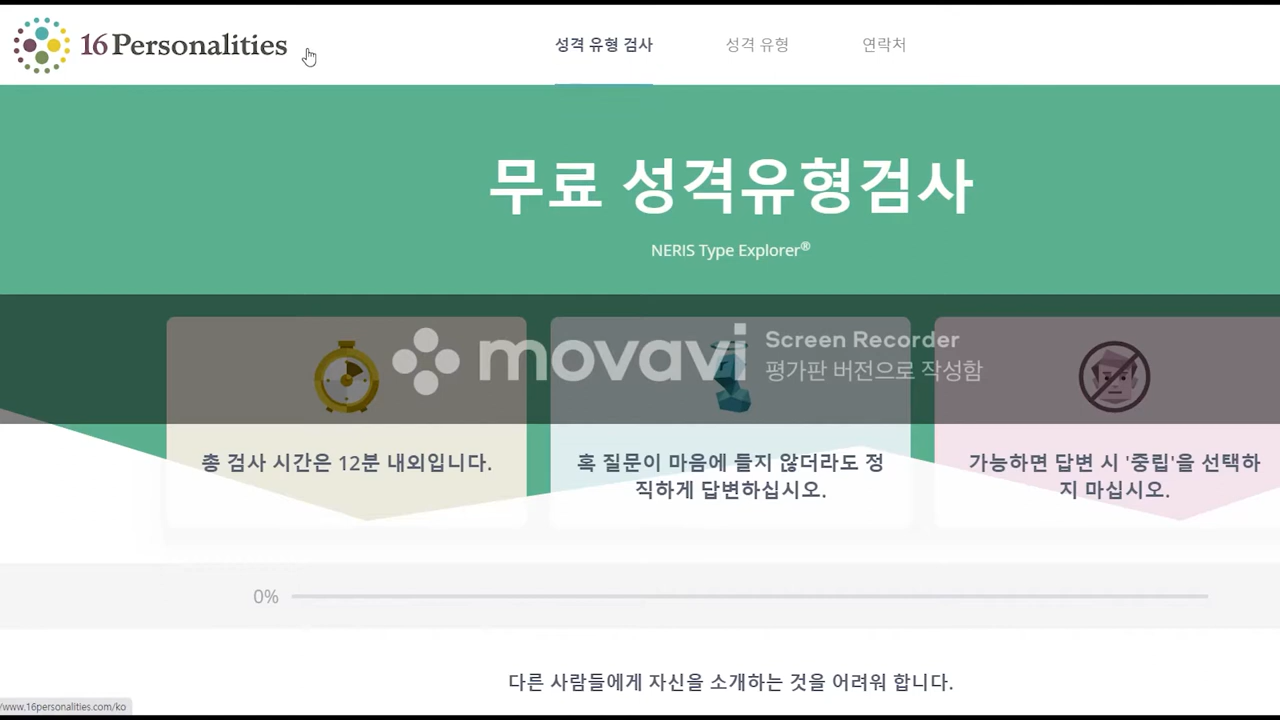 16Personalities
성격 유형 검사
성격 유형
연락처
무료 성격유형검사
NERIS Type Explorer®
movavi
Screen Recorder
평가판 버전으로 작성함
총 검사 시간은 12분 내외입니다.
혹 질문이 마음에 들지 않더라도 정
직하게 답변하십시오.
가능하면 답변 시 '중립'을 선택하
지 마십시오.
0%
다른 사람들에게 자신을 소개하는 것을 어려워 합니다.
/www.16personalities.com/ko